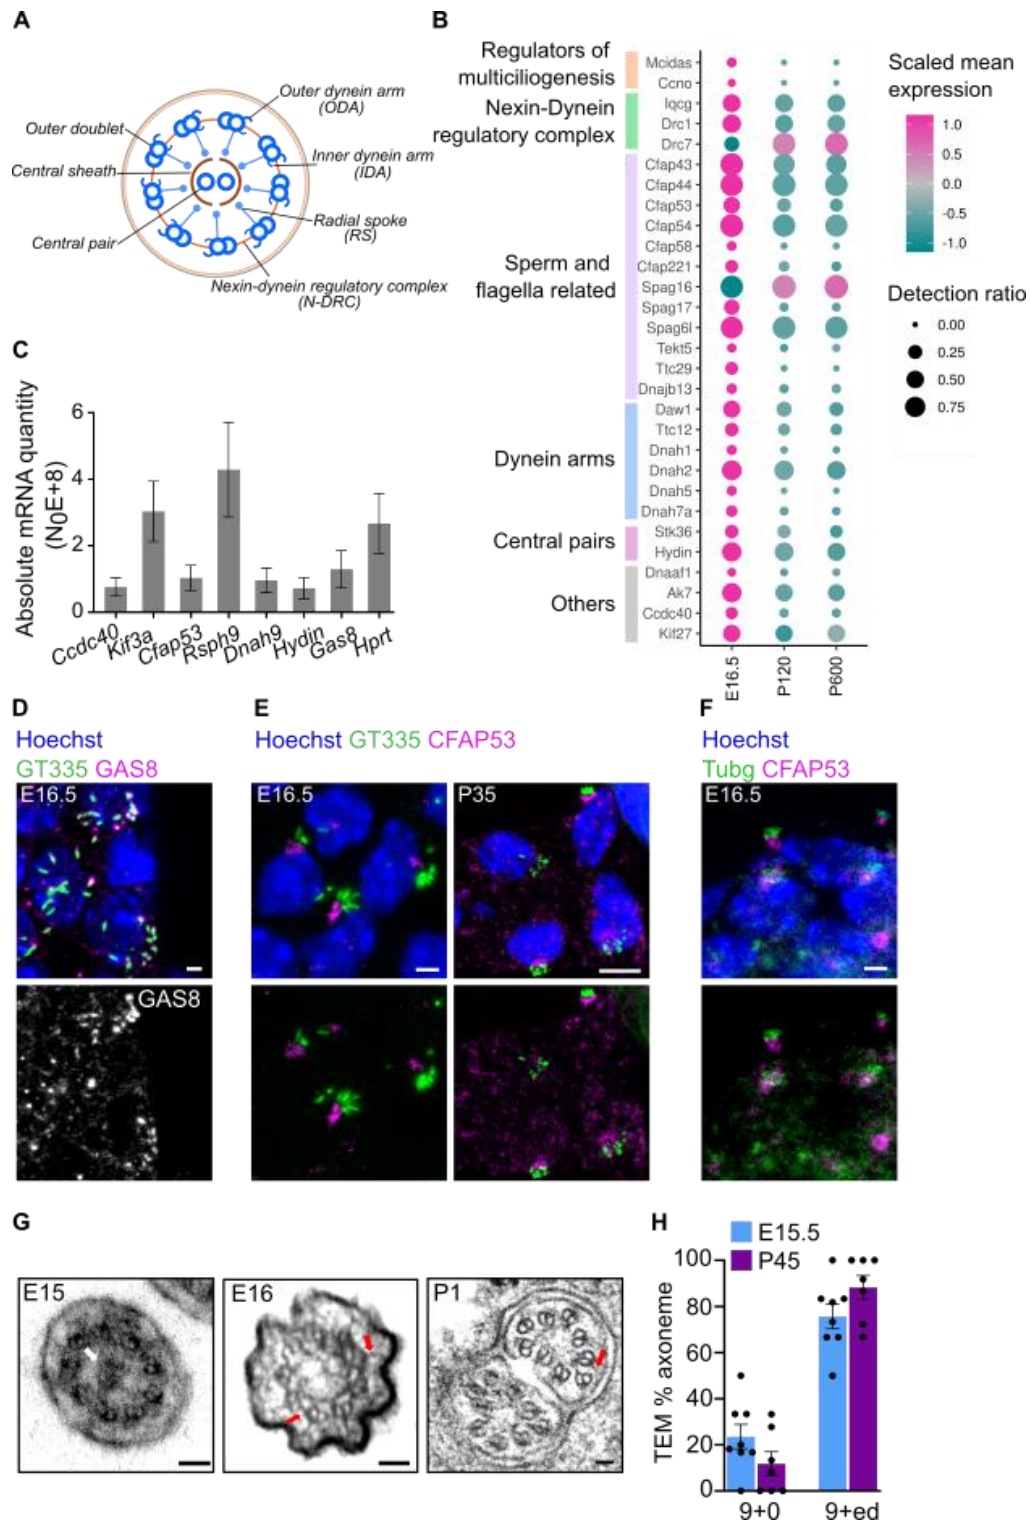 A
Outer dynein arm
(ODA)
Outer doublet
Inner dynein arm
(IDA)
Central sheath
Radial spoke
(RS)
Central pair
Nexin-dynein regulatory complex
(N-DRC)
B
Regulators of
multiciliogenesis
Nexin-Dynein
regulatory complex
Sperm and
flagella related
Dynein arms
Central pairs
Others
Mcidas
Ccno
Iqcg
Drc1
Drc7
Cfap43
Cfap44
Cfap53
Cfap54
Cfap58
Cfap221
Spag16
Spag17
Spag6l
Tekt5
Ttc29
Dnajb13
Daw1
Ttc12
Dnah1
Dnah2
Dnah5
Dnah7a
Stk36
Hydin
Dnaaf1
Ak7
Ccdc40
Kif27
E16.5
P120
P600
Scaled mean
expression
1.0
0.5
0.0
-0.5
-1.0
Detection ratio
0.00
0.25
0.50
0.75
C
Absolute mRNA quantity
(N0E+8)
6
4
2
0
Ccdc40
Kif3a
Cfap53
Rsph9
Dnah9
Hydin
Gas8
Hprt
D
Hoechst
GT335 GAS8
E16.5
GAS8
E
Hoechst GT335 CFAP53
E16.5
P35
F
Hoechst
Tubg CFAP53
E16.5
G
E15
E16
P1
H
E15.5
P45
TEM % axoneme
100
80
60
40
20
0
9+0
9+ed